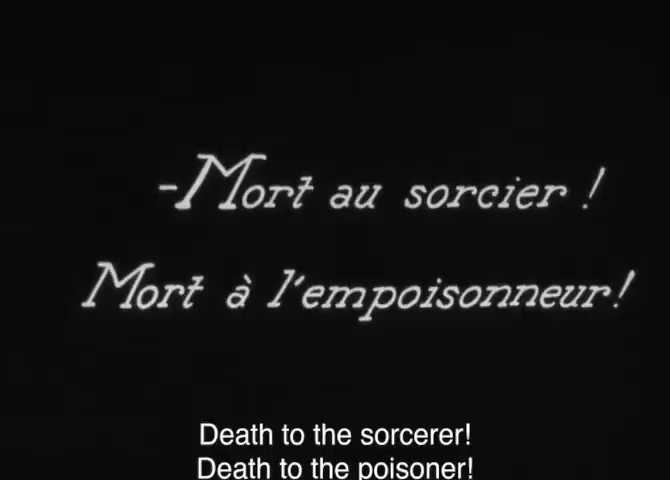 -Mort au sorcier !
Mort à l'empoisonneur!
Death to the sorcerer!
Death to the poisoner!